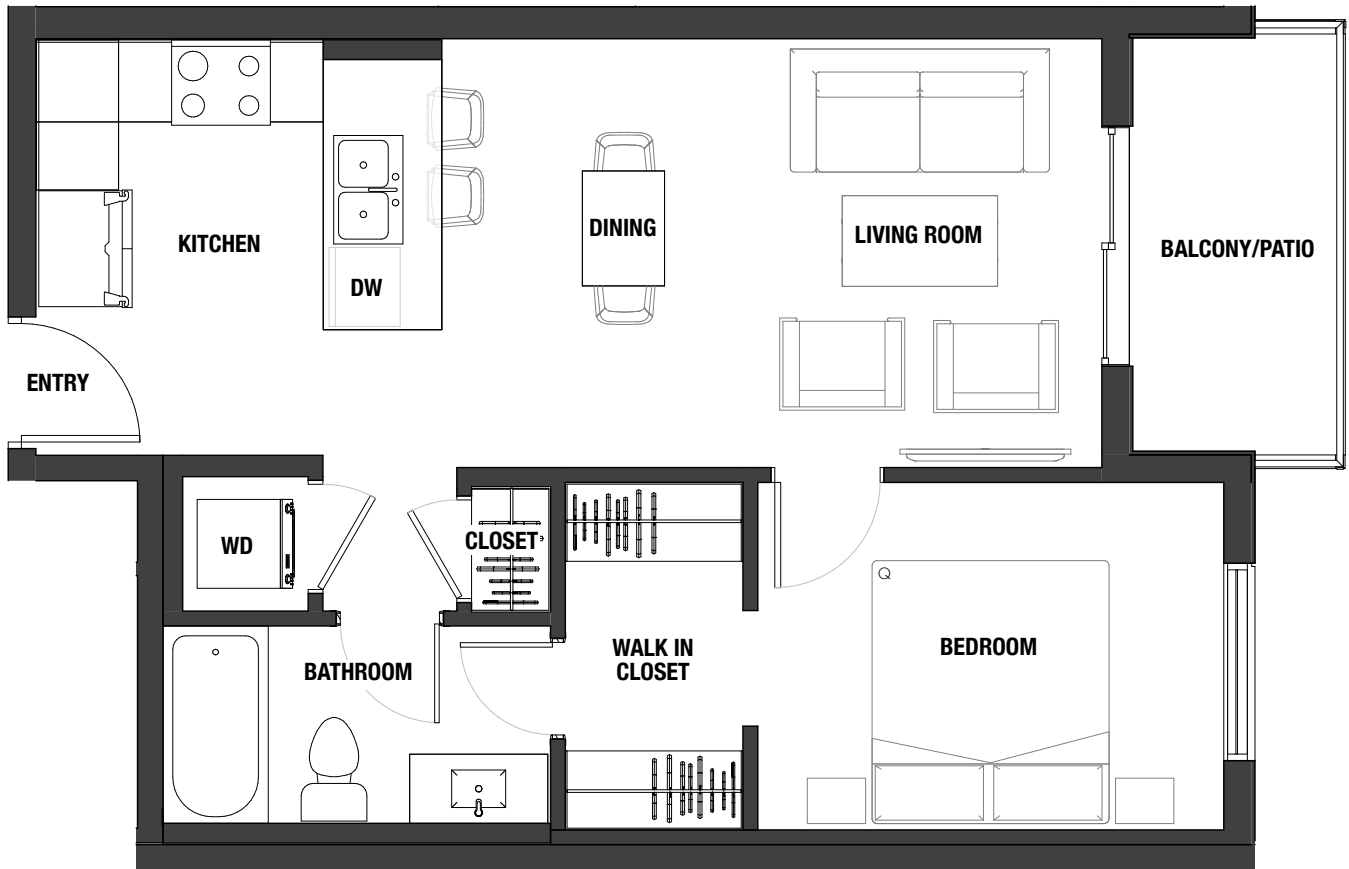 KITCHEN
DINING
LIVING ROOM
BALCONY/PATIO
DW
ENTRY
WD
CLOSET
Q
WALK IN
CLOSET
BEDROOM
BATHROOM